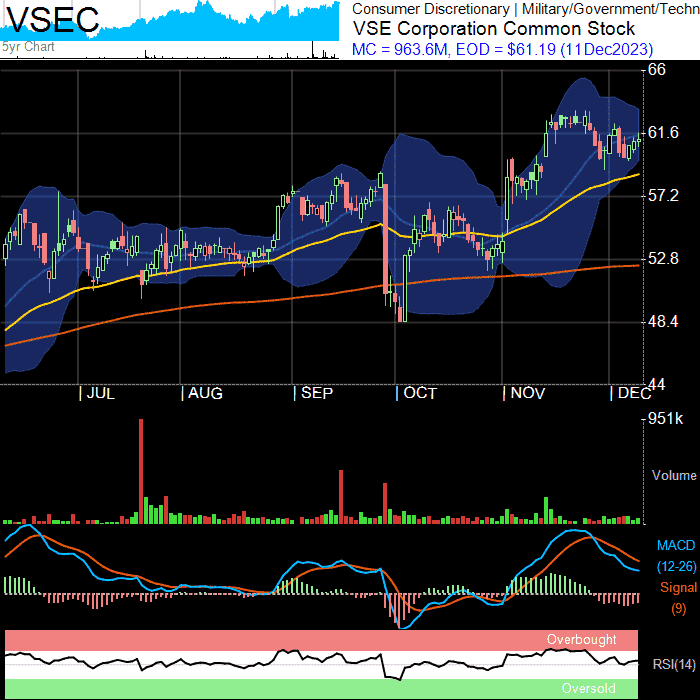 VSEC
5yr Chart
Consumer Discretionary | Military/Government/Techn
VSE Corporation Common Stock
MC = 963.6M, EOD = $61.19 (11Dec2023)
66
61.6
57.2
52.8
48.4
44
| JUL | AUG | SEP | OCT | NOV | DEC
951k
Volume
MACD
(12-26)
Signal
(9)
Overbought
RSI(14)
Oversold